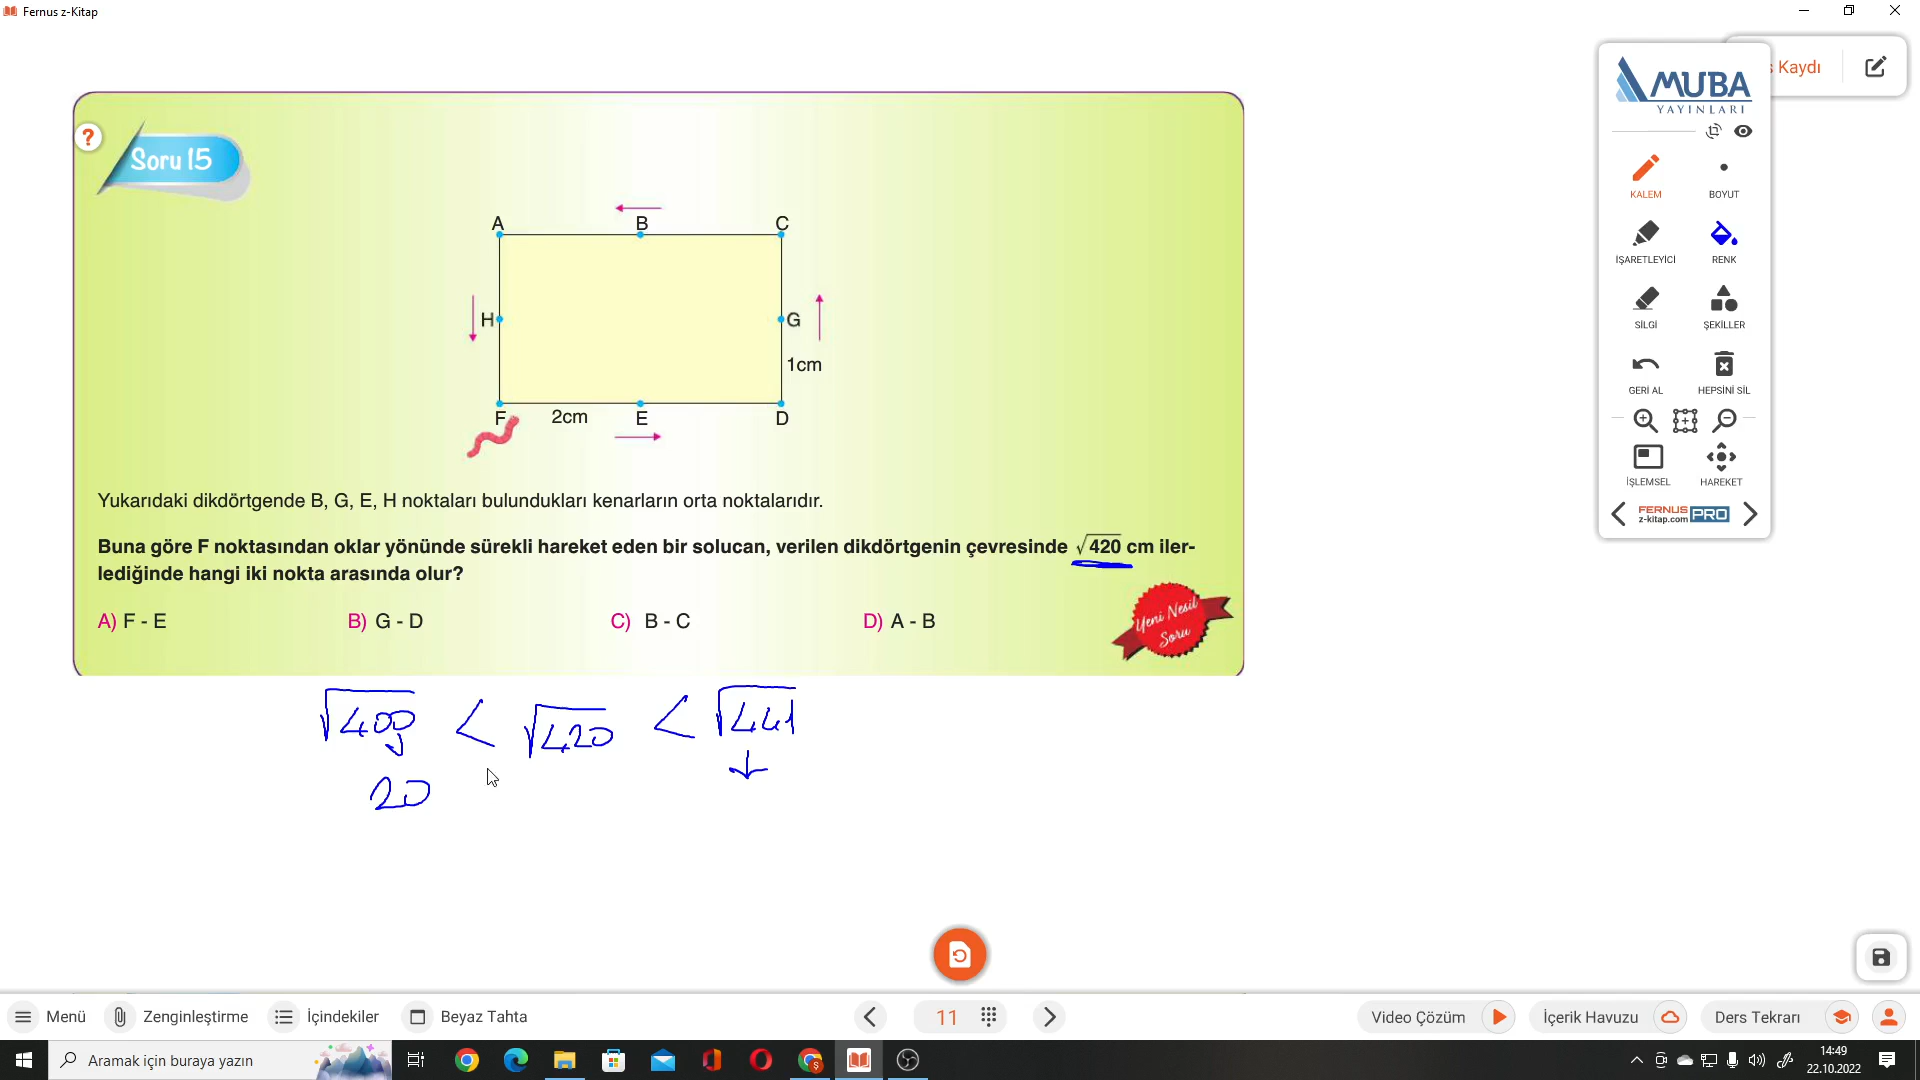 Fernus z-Kitap
s Kaydı
MUBA
YAYINLARI
?
Soru 15
KALEM
BOYUT
İŞARETLEYİCİ
RENK
SİLGİ
ŞEKİLLER
GERİ AL
HEPSİNİ SİL
İŞLEMSEL
HAREKET
FERNUS
z-kitap.com
PRO
A
B
C
H
G
1cm
F
2cm
E
D
Yukarıdaki dikdörtgende B, G, E, H noktaları bulundukları kenarların orta noktalarıdır.
Buna göre F noktasından oklar yönünde sürekli hareket eden bir solucan, verilen dikdörtgenin çevresinde √420 cm iler-
lediğinde hangi iki nokta arasında olur?
A) F - E
B) G - D
C) B - C
D) A - B
Yeni Nesil
Soru
√400 < √420 < √441
20
Menü
Zenginleştirme
İçindekiler
Beyaz Tahta
11
Video Çözüm
İçerik Havuzu
Ders Tekrarı
Aramak için buraya yazın
14:49
22.10.2022